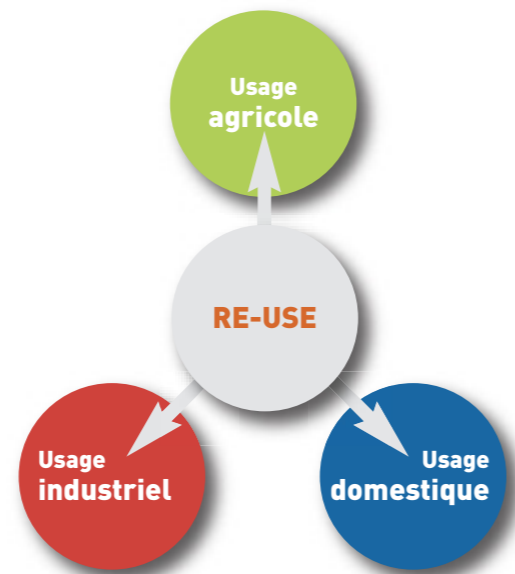 Usage
agricole
RE-USE
Usage
industriel
Usage
domestique